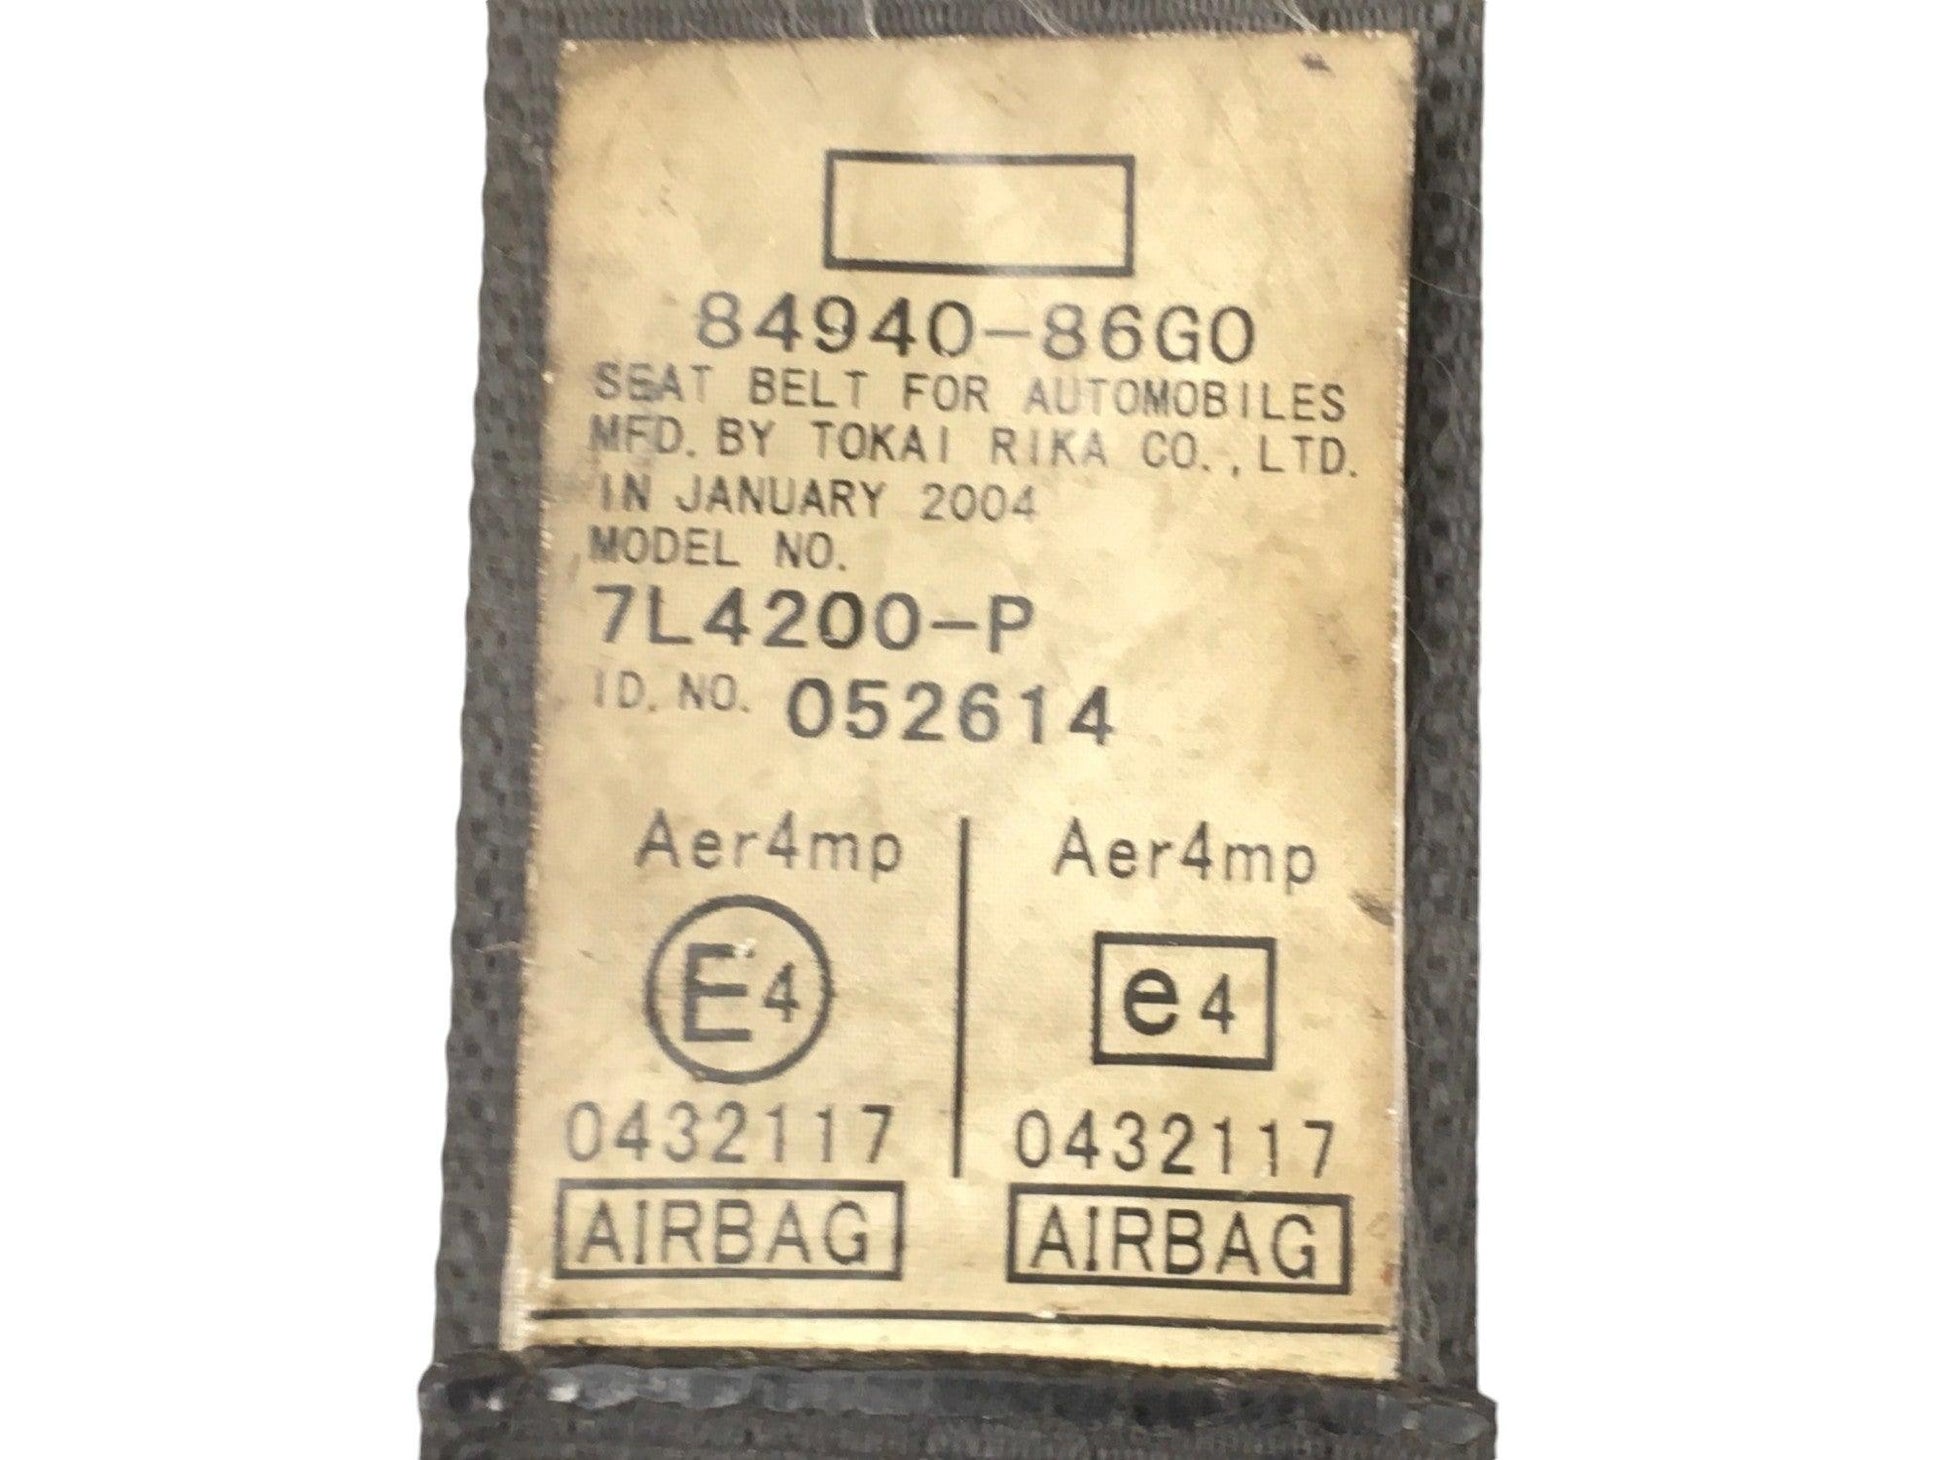 84940-86G0
SEAT BELT FOR AUTOMOBILES
MFD. BY TOKAI RIKA CO., LTD.
IN JANUARY 2004
MODEL NO.
7L4200-P
ID. NO. 052614
Aer4mp
E4
0432117
AIRBAG
Aer4mp
e4
0432117
AIRBAG